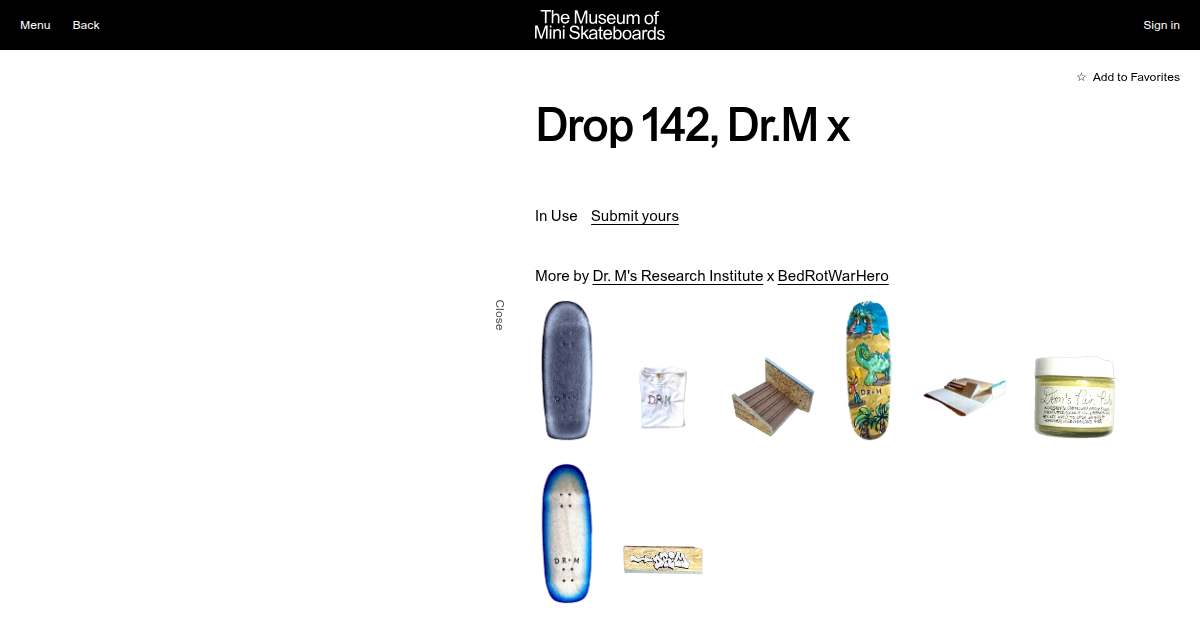 Menu
Back
The Museum of
Mini Skateboards
Sign in
☆ Add to Favorites
Drop 142, Dr.M x
In Use Submit yours
More by Dr. M's Research Institute x BedRotWarHero
Close
DR•M
DR M
DR•M
DR•M